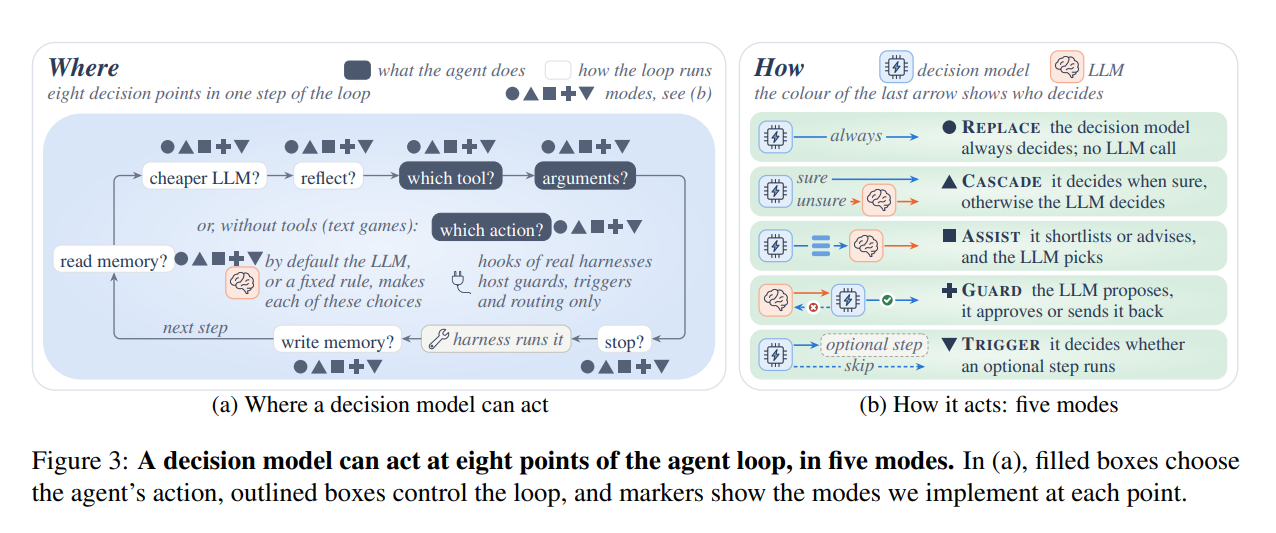 Where
what the agent does
how the loop runs
eight decision points in one step of the loop
modes, see (b)
cheaper LLM?
reflect?
which tool?
arguments?
or, without tools (text games):
which action?
read memory?
by default the LLM,
or a fixed rule, makes
each of these choices
hooks of real harnesses
host guards, triggers
and routing only
next step
write memory?
harness runs it
stop?
(a) Where a decision model can act
How
decision model
LLM
the colour of the last arrow shows who decides
always
REPLACE the decision model
always decides; no LLM call
sure
unsure
CASCADE it decides when sure,
otherwise the LLM decides
ASSIST it shortlists or advises,
and the LLM picks
GUARD the LLM proposes,
it approves or sends it back
optional step
skip
TRIGGER it decides whether
an optional step runs
(b) How it acts: five modes
Figure 3: A decision model can act at eight points of the agent loop, in five modes. In (a), filled boxes choose
the agent's action, outlined boxes control the loop, and markers show the modes we implement at each point.